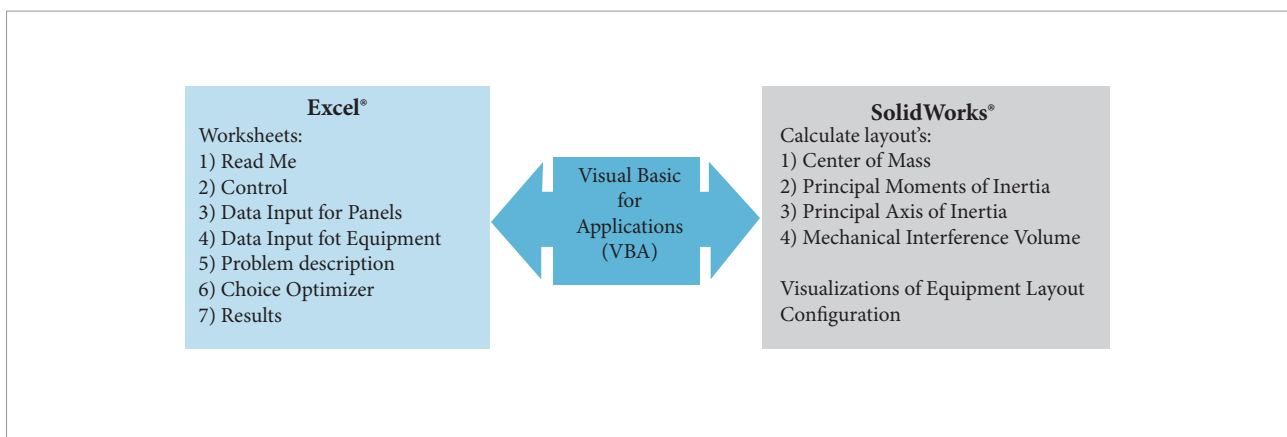 Excel®
Worksheets:
1) Read Me
2) Control
3) Data Input for Panels
4) Data Input fot Equipment
5) Problem description
6) Choice Optimizer
7) Results
Visual Basic
for
Applications
(VBA)
SolidWorks®
Calculate layout's:
1) Center of Mass
2) Principal Moments of Inertia
3) Principal Axis of Inertia
4) Mechanical Interference Volume
Visualizations of Equipment Layout
Configuration